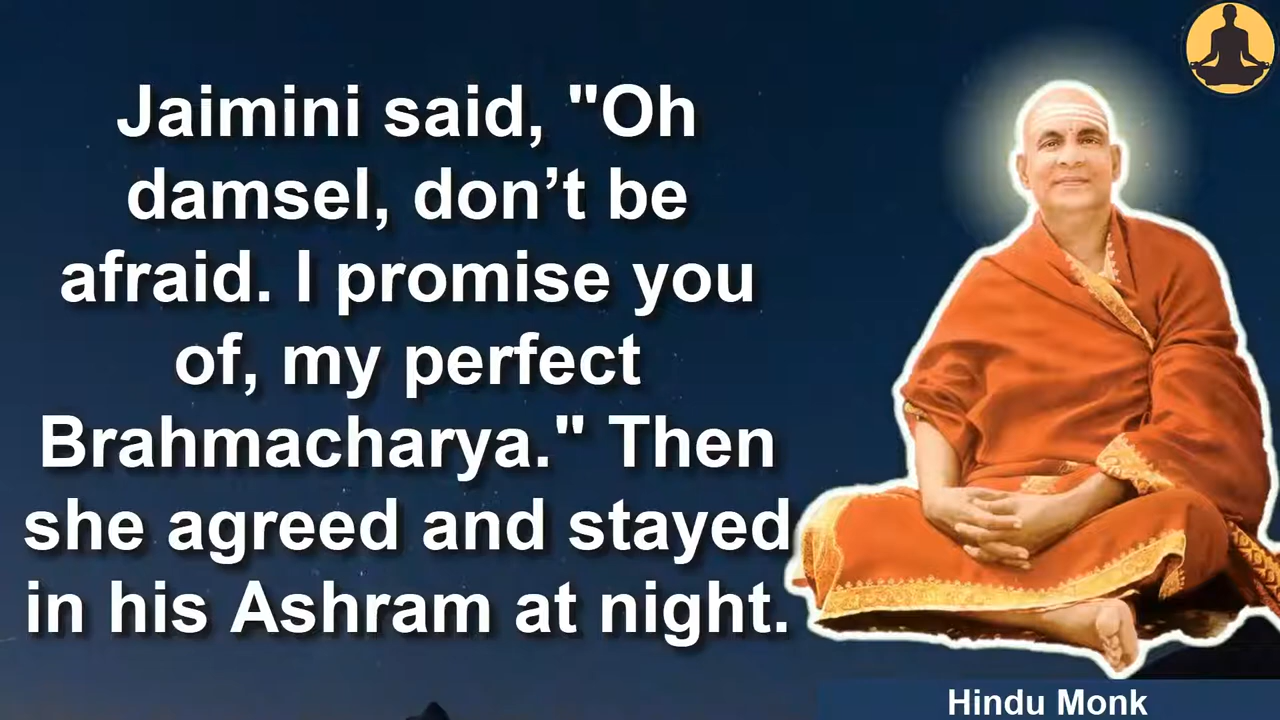 Jaimini said, "Oh
damsel, don’t be
afraid. I promise you
of, my perfect
Brahmacharya." Then
she agreed and stayed
in his Ashram at night.
Hindu Monk